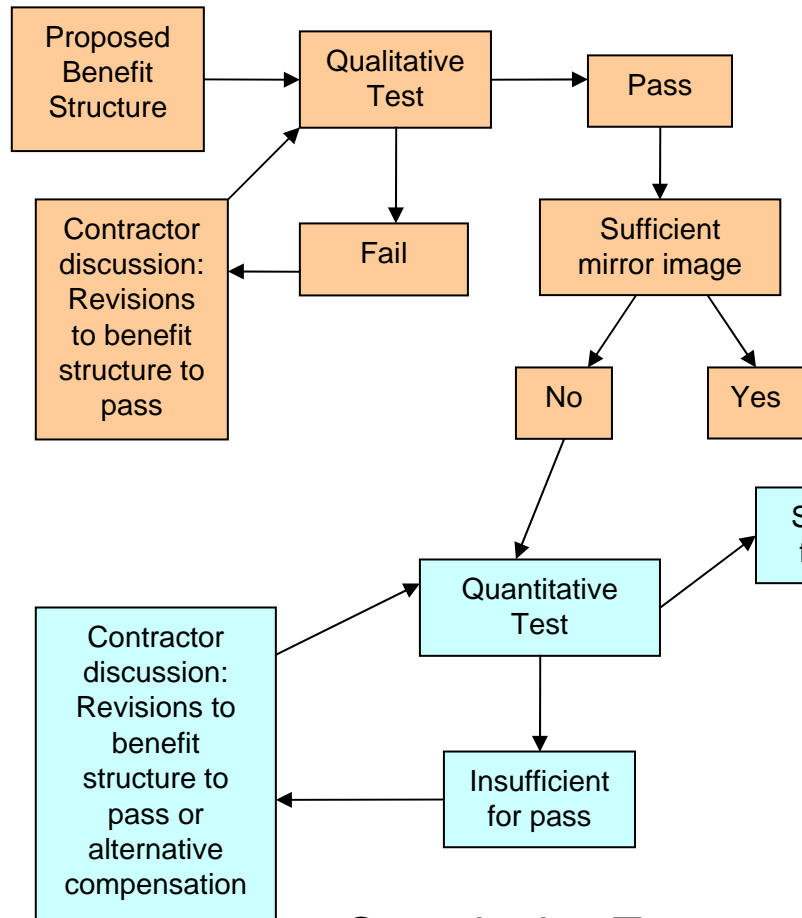 Proposed
Benefit
Structure
Qualitative
Test
Pass
Contractor
discussion:
Revisions
to benefit
structure to
pass
Fail
Sufficient
mirror image
No
Yes
Quantitative
Test
Contractor
discussion:
Revisions to
benefit
structure to
pass or
alternative
compensation
Insufficient
for pass